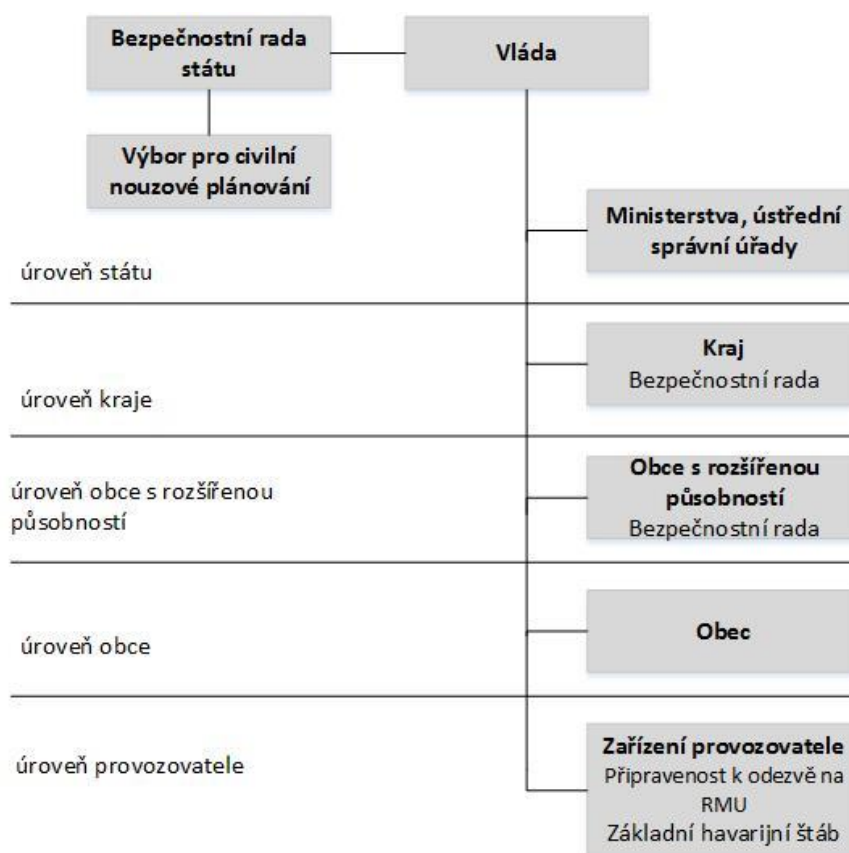 Bezpečnostní rada
státu
Vláda
Výbor pro civilní
nouzové plánování
Ministerstva, ústřední
správní úřady
úroveň státu
Kraj
Bezpečnostní rada
úroveň kraje
Obce s rozšířenou
působností
Bezpečnostní rada
úroveň obce s rozšířenou
působností
Obec
úroveň obce
Zařízení provozovatele
Připravenost k odezvě na
RMU
Základní havarijní štáb
úroveň provozovatele